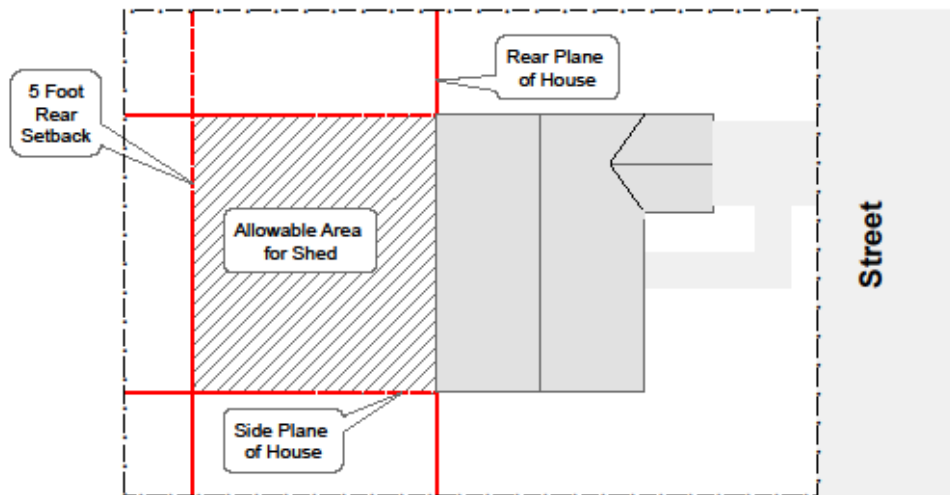 Rear Plane
of House
5 Foot
Rear
Setback
Allowable Area
for Shed
Street
Side Plane
of House